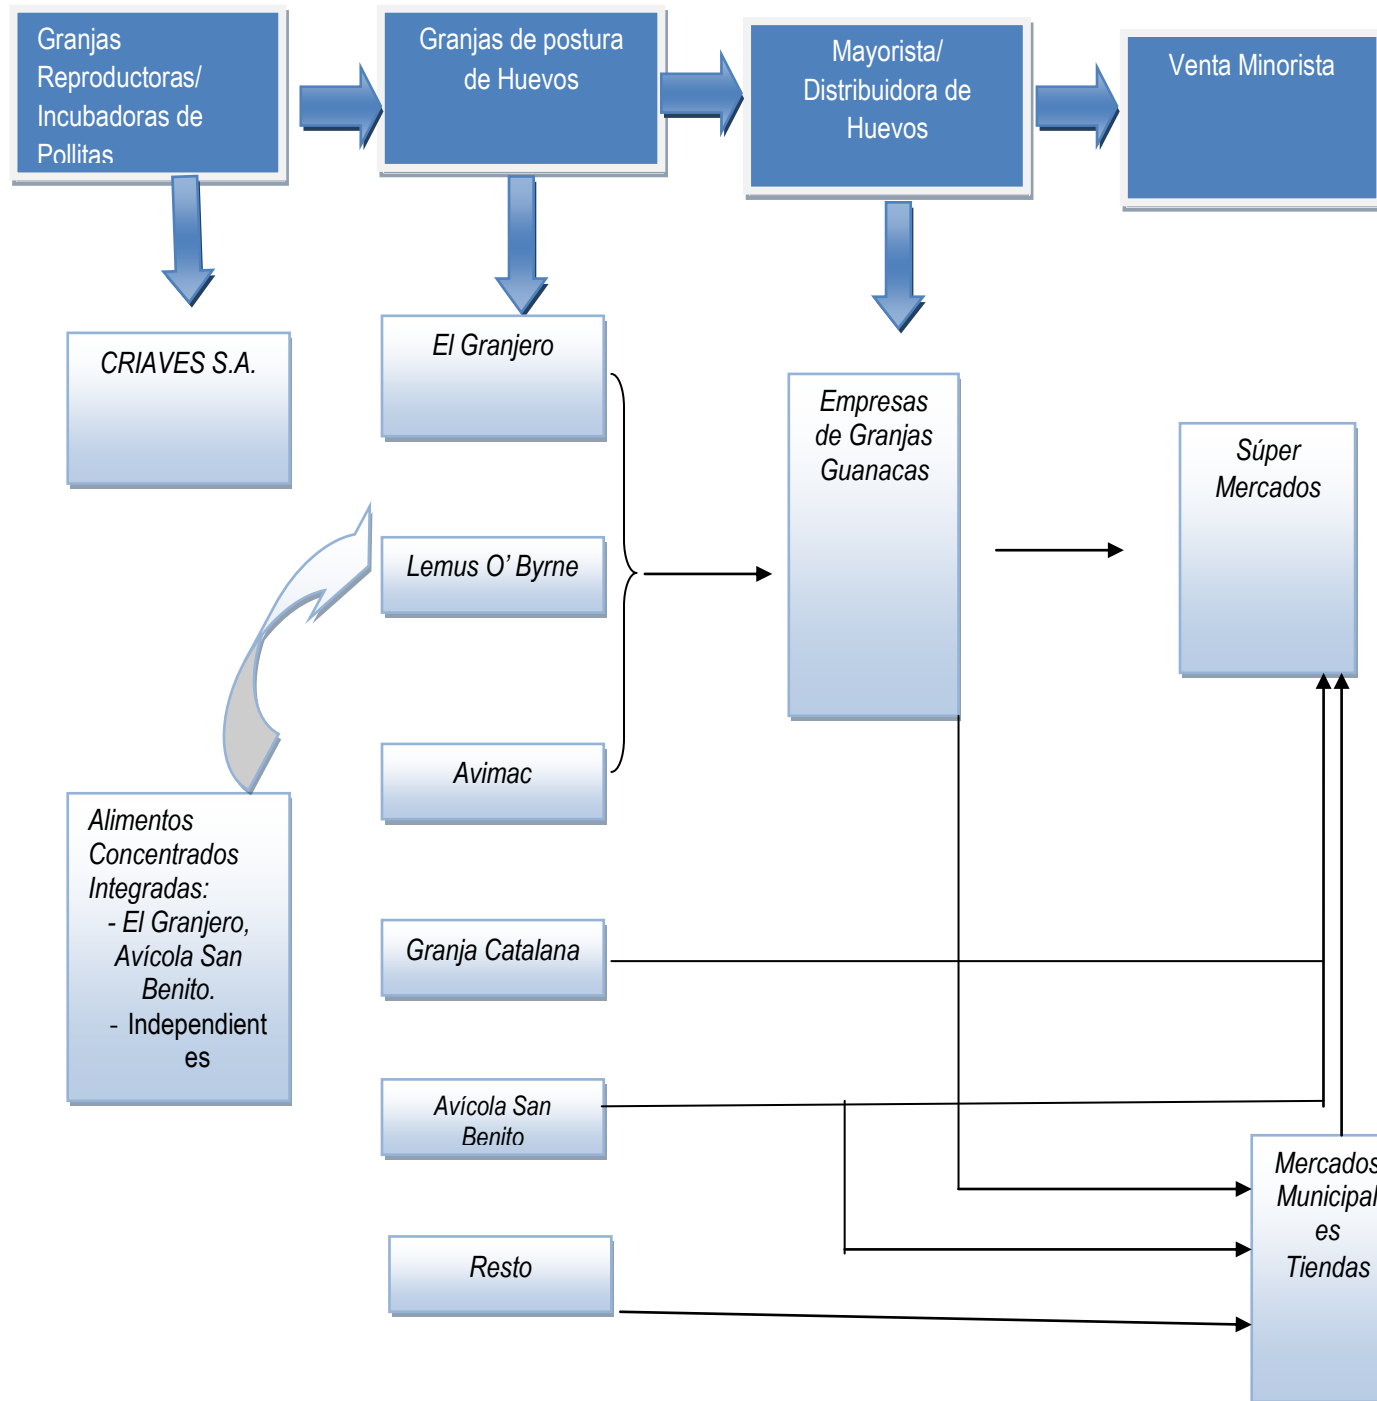 Granjas
Reproductoras/
Incubadoras de
Pollitas
Granjas de postura
de Huevos
Mayorista/
Distribuidora de
Huevos
Venta Minorista
CRIAVES S.A.
El Granjero
Empresas
de Granjas
Guanacas
Súper
Mercados
Lemus O’ Byrne
Avimac
Alimentos
Concentrados
Integradas:
- El Granjero,
Avícola San
Benito.
- Independient
es
Granja Catalana
Avícola San
Benito
Resto
Mercados
Municipal
es
Tiendas